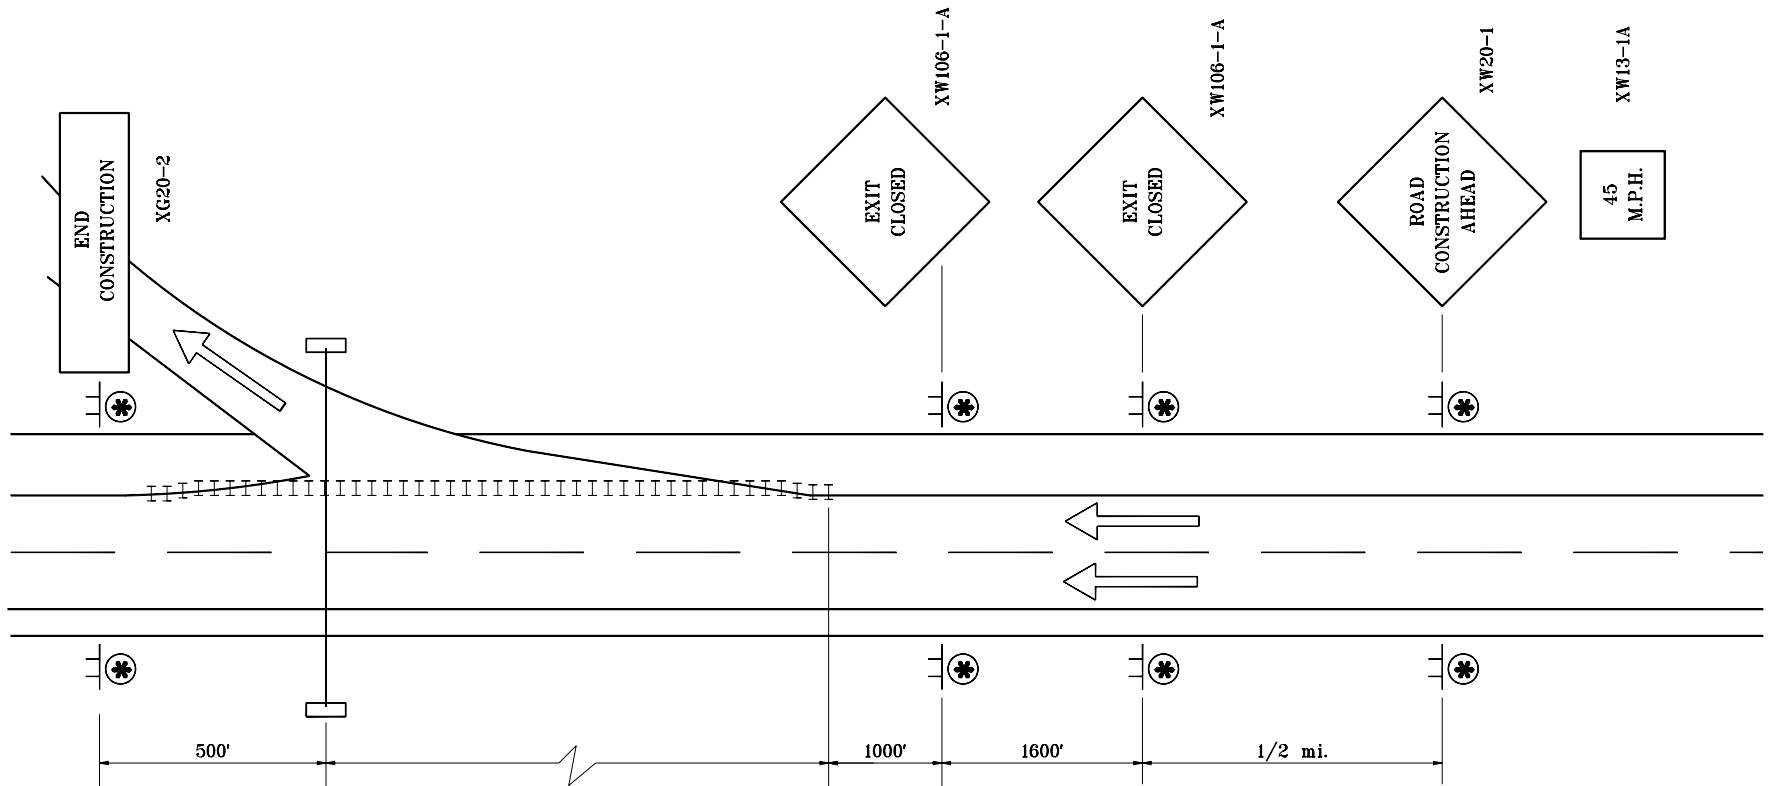 END
CONSTRUCTION
XG20-2
EXIT
CLOSED
XW106-1-A
EXIT
CLOSED
XW106-1-A
ROAD
CONSTRUCTION
AHEAD
XW20-1
45
M.P.H.
XW13-1A
500'
1000'
1600'
1/2 mi.